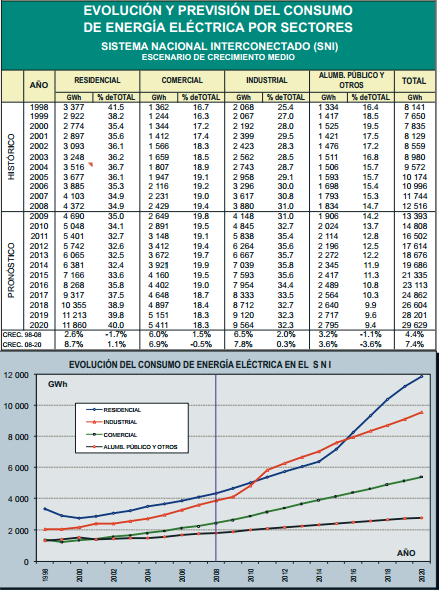 EVOLUCIÓN Y PREVISIÓN DEL CONSUMO
DE ENERGÍA ELÉCTRICA POR SECTORES
SISTEMA NACIONAL INTERCONECTADO (SNI)
ESCENARIO DE CRECIMIENTO MEDIO
AÑO RESIDENCIAL COMERCIAL INDUSTRIAL ALUMB. PÚBLICO Y OTROS TOTAL
GWh % deTOTAL GWh % deTOTAL GWh % deTOTAL GWh % deTOTAL GWh
HISTÓRICO
1998 3 377 41.5 1 362 16.7 2 068 25.4 1 334 16.4 8 141
1999 2 922 38.2 1 244 16.3 2 067 27.0 1 417 18.5 7 650
2000 2 774 35.4 1 344 17.2 2 192 28.0 1 525 19.5 7 835
2001 2 897 35.6 1 412 17.4 2 399 29.5 1 421 17.5 8 129
2002 3 093 36.1 1 566 18.3 2 423 28.3 1 476 17.2 8 559
2003 3 248 36.2 1 659 18.5 2 562 28.5 1 511 16.8 8 980
2004 3 516 36.7 1 807 18.9 2 743 28.7 1 506 15.7 9 572
2005 3 677 36.1 1 947 19.1 2 958 29.1 1 593 15.7 10 174
2006 3 885 35.3 2 116 19.2 3 296 30.0 1 698 15.4 10 996
2007 4 103 34.9 2 231 19.0 3 617 30.8 1 793 15.3 11 744
2008 4 372 34.9 2 429 19.4 3 880 31.0 1 834 14.7 12 516
PRONÓSTICO
2009 4 690 35.0 2 649 19.8 4 148 31.0 1 906 14.2 13 393
2010 5 048 34.1 2 891 19.5 4 845 32.7 2 024 13.7 14 808
2011 5 401 32.7 3 148 19.1 5 838 35.4 2 114 12.8 16 502
2012 5 742 32.6 3 412 19.4 6 264 35.6 2 196 12.5 17 614
2013 6 065 32.5 3 672 19.7 6 667 35.7 2 272 12.2 18 676
2014 6 381 32.4 3 921 19.9 7 039 35.8 2 345 11.9 19 686
2015 7 166 33.6 4 160 19.5 7 593 35.6 2 417 11.3 21 335
2016 8 268 35.8 4 402 19.0 7 954 34.4 2 489 10.8 23 113
2017 9 317 37.5 4 648 18.7 8 333 33.5 2 564 10.3 24 862
2018 10 355 38.9 4 897 18.4 8 712 32.7 2 640 9.9 26 604
2019 11 213 39.8 5 151 18.3 9 120 32.3 2 717 9.6 28 201
2020 11 860 40.0 5 411 18.3 9 564 32.3 2 795 9.4 29 629
CREC. 98-08 2.6% -1.7% 6.0% 1.5% 6.5% 2.0% 3.2% -1.1% 4.4%
CREC. 08-20 8.7% 1.1% 6.9% -0.5% 7.8% 0.3% 3.6% -3.6% 7.4%
EVOLUCIÓN DEL CONSUMO DE ENERGÍA ELÉCTRICA EN EL S N I
GWh
12 000
10 000
8 000
6 000
4 000
2 000
0
RESIDENCIAL
INDUSTRIAL
COMERCIAL
ALUMB. PÚBLICO Y OTROS
AÑO
1998 2000 2002 2004 2006 2008 2010 2012 2014 2016 2018 2020